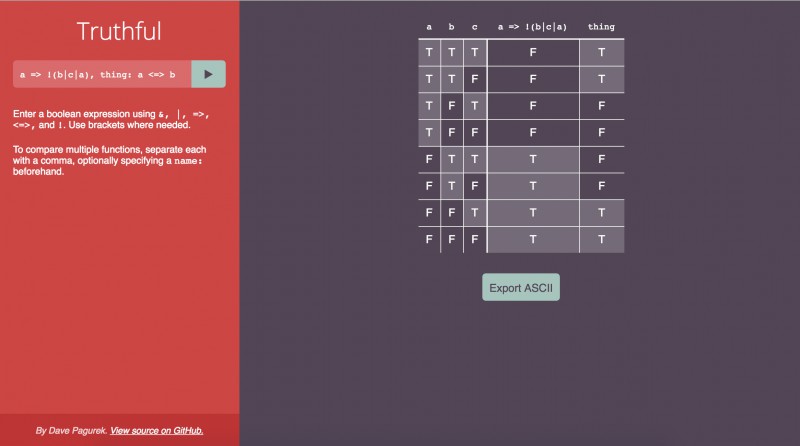 Truthful
a => !(b|c|a), thing: a <=> b
Enter a boolean expression using &, |, =>,
<=>, and !. Use brackets where needed.
To compare multiple functions, separate each
with a comma, optionally specifying a name:
beforehand.
By Dave Pagurek. View source on GitHub.
a b c a => !(b|c|a) thing
T T T F T
T T F F T
T F T F F
T F F F F
F T T T F
F T F T F
F F T T T
F F F T T
Export ASCII